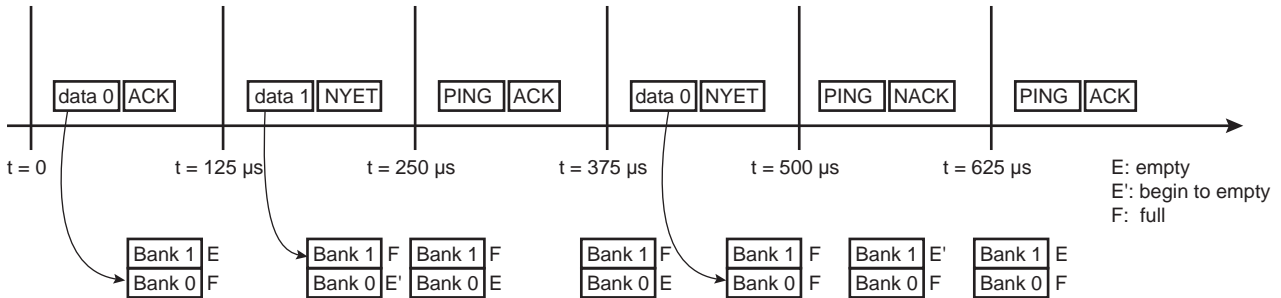 data 0 ACK data 1 NYET PING ACK data 0 NYET PING NACK PING ACK
t = 0 t = 125 µs t = 250 µs t = 375 µs t = 500 µs t = 625 µs
E: empty
E': begin to empty
F: full
Bank 1 E Bank 1 F Bank 1 F Bank 1 F Bank 1 F Bank 1 E' Bank 1 E
Bank 0 F Bank 0 E' Bank 0 E Bank 0 E Bank 0 F Bank 0 F Bank 0 F